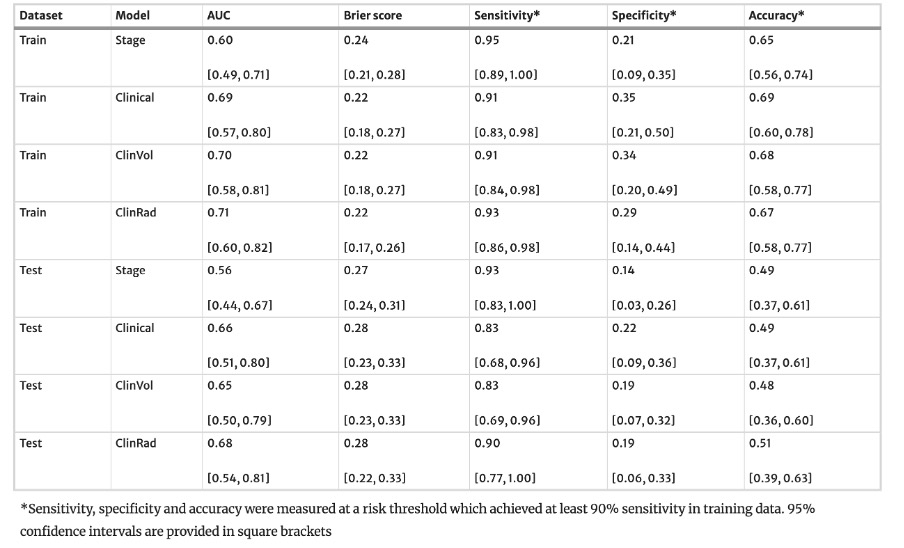 Dataset Model AUC Brier score Sensitivity* Specificity* Accuracy*
Train Stage 0.60 0.24 0.95 0.21 0.65
[0.49, 0.71] [0.21, 0.28] [0.89, 1.00] [0.09, 0.35] [0.56, 0.74]
Train Clinical 0.69 0.22 0.91 0.35 0.69
[0.57, 0.80] [0.18, 0.27] [0.83, 0.98] [0.21, 0.50] [0.60, 0.78]
Train ClinVol 0.70 0.22 0.91 0.34 0.68
[0.58, 0.81] [0.18, 0.27] [0.84, 0.98] [0.20, 0.49] [0.58, 0.77]
Train ClinRad 0.71 0.22 0.93 0.29 0.67
[0.60, 0.82] [0.17, 0.26] [0.86, 0.98] [0.14, 0.44] [0.58, 0.77]
Test Stage 0.56 0.27 0.93 0.14 0.49
[0.44, 0.67] [0.24, 0.31] [0.83, 1.00] [0.03, 0.26] [0.37, 0.61]
Test Clinical 0.66 0.28 0.83 0.22 0.49
[0.51, 0.80] [0.23, 0.33] [0.68, 0.96] [0.09, 0.36] [0.37, 0.61]
Test ClinVol 0.65 0.28 0.83 0.19 0.48
[0.50, 0.79] [0.23, 0.33] [0.69, 0.96] [0.07, 0.32] [0.36, 0.60]
Test ClinRad 0.68 0.28 0.90 0.19 0.51
[0.54, 0.81] [0.22, 0.33] [0.77, 1.00] [0.06, 0.33] [0.39, 0.63]
*Sensitivity, specificity and accuracy were measured at a risk threshold which achieved at least 90% sensitivity in training data. 95%
confidence intervals are provided in square brackets